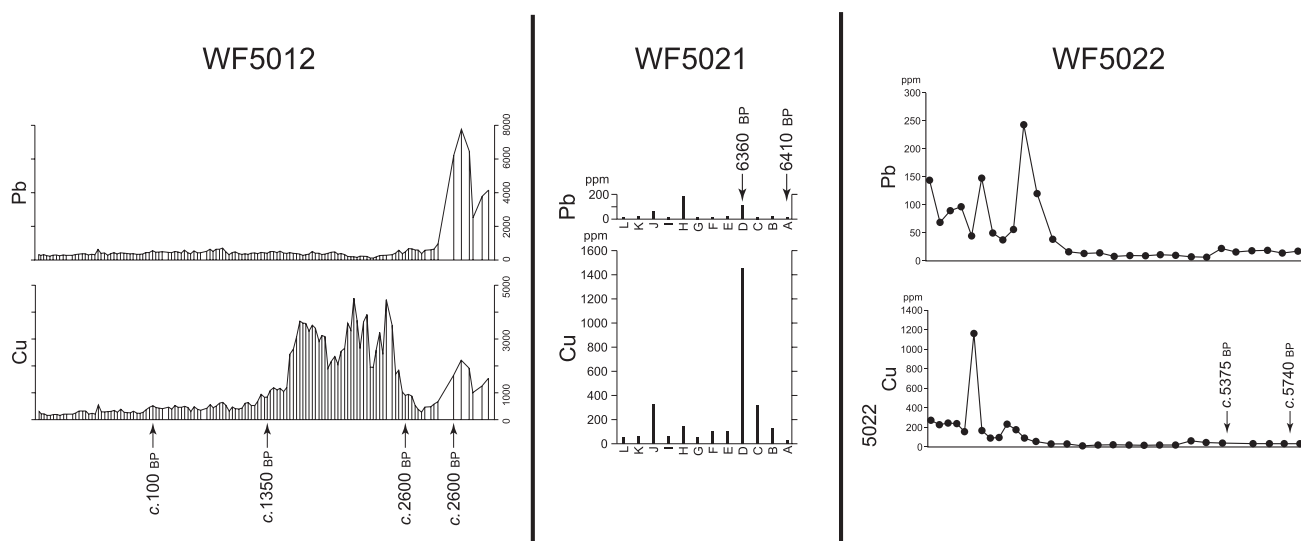 WF5012
Pb
8000
6000
4000
2000
0
Cu
5000
4000
3000
2000
1000
0
c.100 BP
c.1350 BP
c.2600 BP
c.2600 BP
WF5021
6360 BP
6410 BP
Pb
ppm
200
0
L K J I H G F E D C B A
Cu
ppm
1600
1400
1200
1000
800
600
400
200
0
L K J I H G F E D C B A
WF5022
Pb
ppm
300
250
200
150
100
50
0
5022
Cu
ppm
1400
1200
1000
800
600
400
200
0
c.5375 BP
c.5740 BP